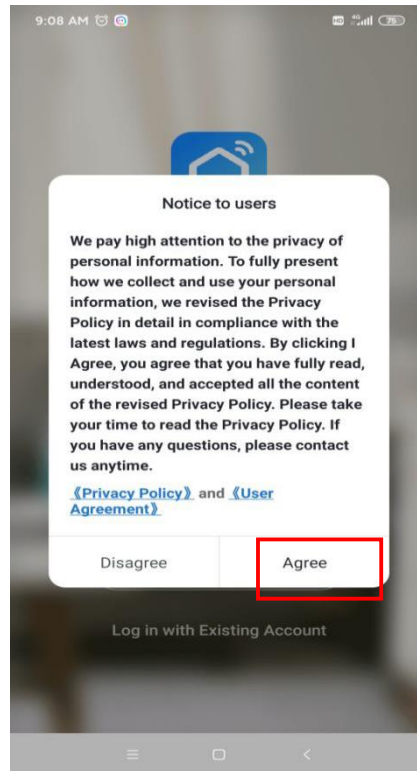 9:08 AM
HD 4G 75
Notice to users
We pay high attention to the privacy of
personal information. To fully present
how we collect and use your personal
information, we revised the Privacy
Policy in detail in compliance with the
latest laws and regulations. By clicking I
Agree, you agree that you have fully read,
understood, and accepted all the content
of the revised Privacy Policy. Please take
your time to read the Privacy Policy. If
you have any questions, please contact
us anytime.
《Privacy Policy》 and 《User
Agreement》
Disagree Agree
Log in with Existing Account